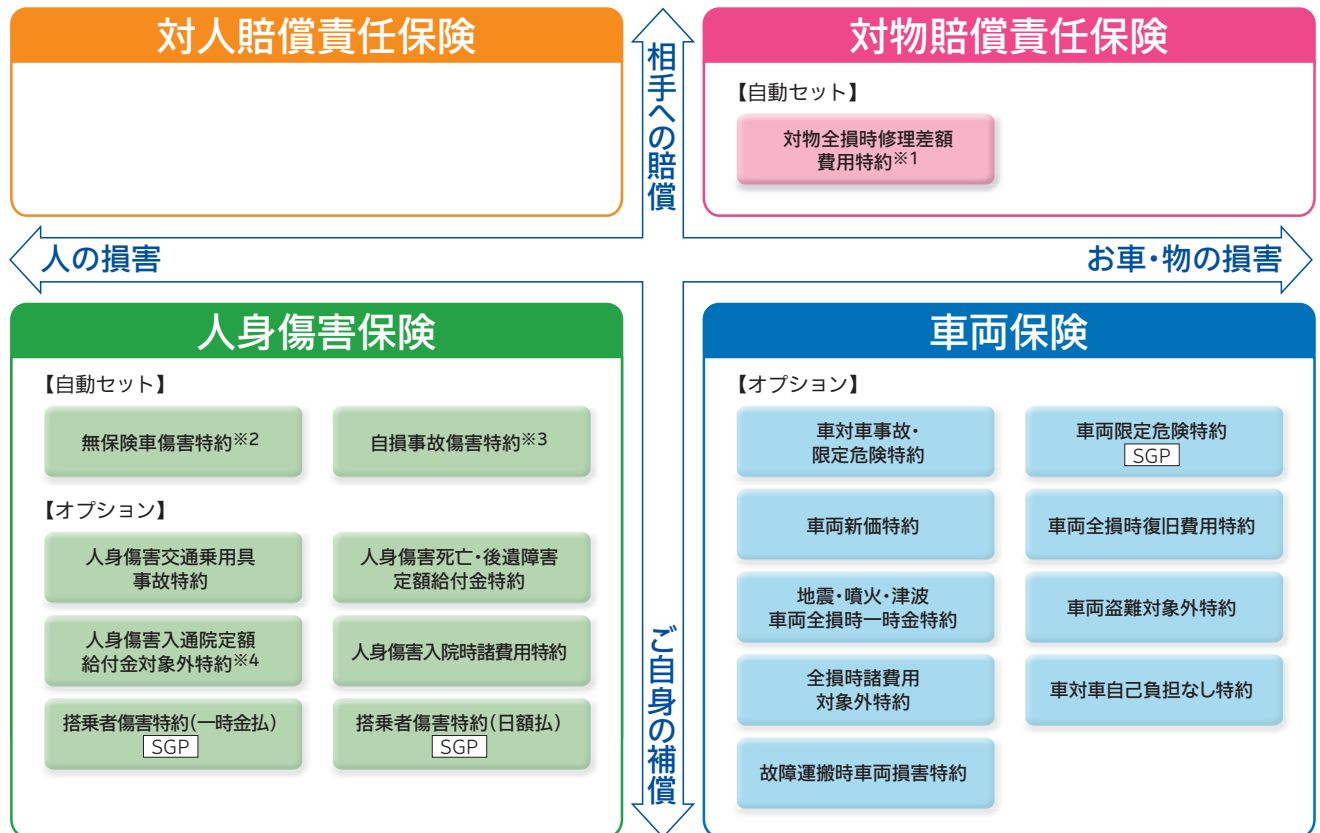 対人賠償責任保険
相手への賠償
対物賠償責任保険
【自動セット】
対物全損時修理差額
費用特約※1
人の損害
お車・物の損害
人身傷害保険
【自動セット】
無保険車傷害特約※2
自損事故傷害特約※3
【オプション】
人身傷害交通乗用具
事故特約
人身傷害死亡・後遺障害
定額給付金特約
人身傷害入通院定額
給付金対象外特約※4
人身傷害入院時諸費用特約
搭乗者傷害特約(一時金払)
SGP
搭乗者傷害特約(日額払)
SGP
ご自身の補償
車両保険
【オプション】
車対車事故・
限定危険特約
車両限定危険特約
SGP
車両新価特約
車両全損時復旧費用特約
地震・噴火・津波
車両全損時一時金特約
車両盗難対象外特約
全損時諸費用
対象外特約
車対車自己負担なし特約
故障運搬時車両損害特約